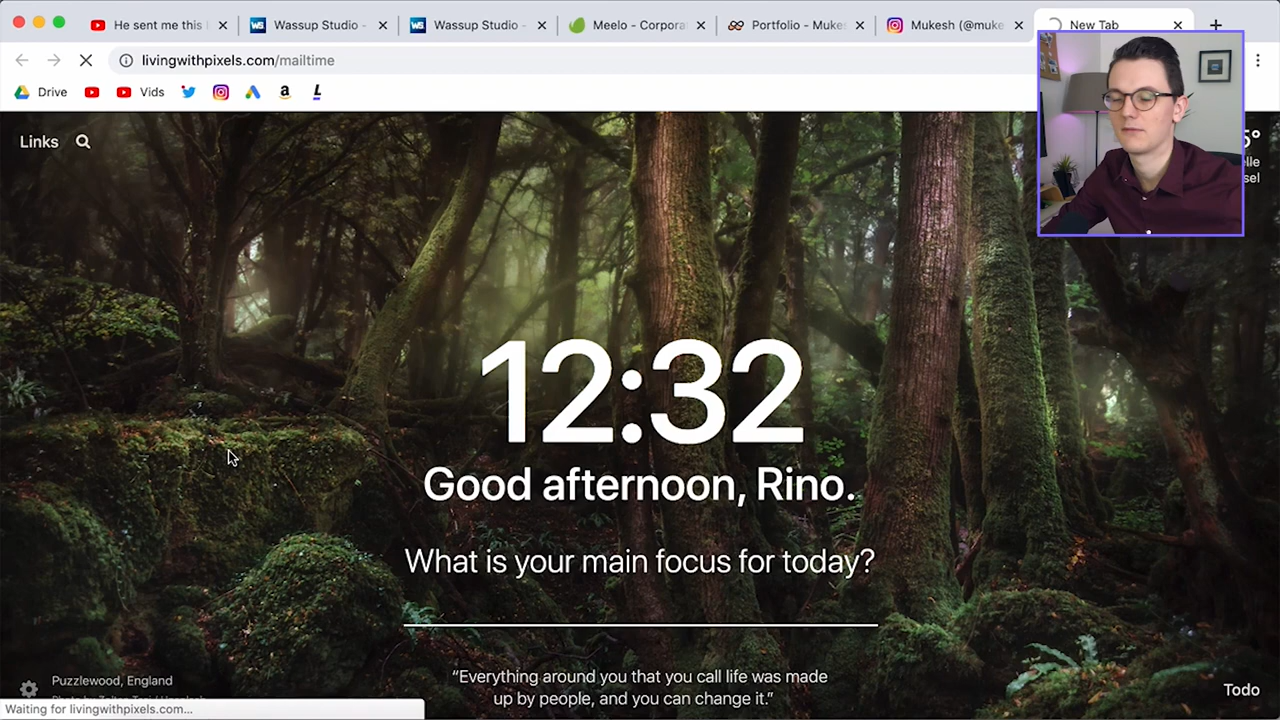 He sent me this
Wassup Studio -
Wassup Studio -
Meelo - Corpora
Portfolio - Muke
Mukesh (@muke
New Tab
livingwithpixels.com/mailtime
Drive
Vids
Links
12:32
Good afternoon, Rino.
What is your main focus for today?
"Everything around you that you call life was made
up by people, and you can change it."
Puzzlewood, England
Todo
Waiting for livingwithpixels.com...